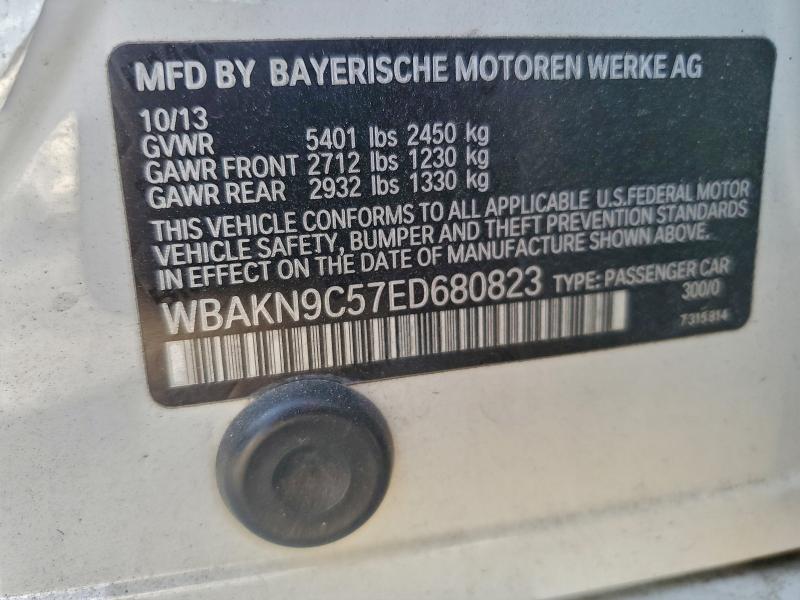 MFD BY BAYERISCHE MOTOREN WERKE AG
10/13
GVWR 5401 lbs 2450 kg
GAWR FRONT 2712 lbs 1230 kg
GAWR REAR 2932 lbs 1330 kg
THIS VEHICLE CONFORMS TO ALL APPLICABLE U.S.FEDERAL MOTOR
VEHICLE SAFETY, BUMPER AND THEFT PREVENTION STANDARDS
IN EFFECT ON THE DATE OF MANUFACTURE SHOWN ABOVE.
WBAKN9C57ED680823 TYPE: PASSENGER CAR
300/0
7315814